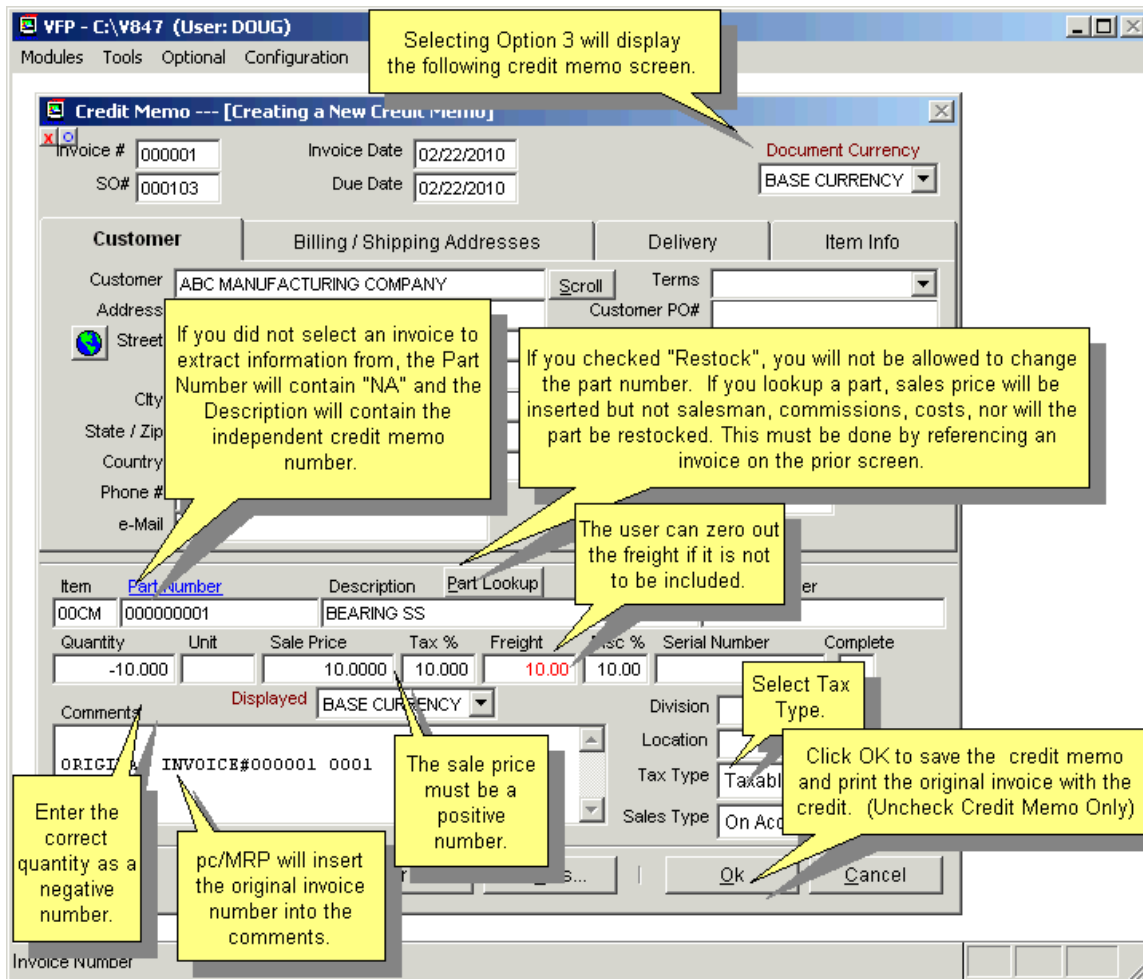 VFP - C:\V847 (User: DOUG)
Modules Tools Optional Configuration
Selecting Option 3 will display
the following credit memo screen.
Credit Memo --- [Creating a New Credit Memo]
Invoice # 000001 Invoice Date 02/22/2010 Document Currency
SO# 000103 Due Date 02/22/2010 BASE CURRENCY
Customer Billing / Shipping Addresses Delivery Item Info
Customer ABC MANUFACTURING COMPANY Scroll Terms
Address Customer PO#
Street
City
State / Zip
Country
Phone #
e-Mail
If you did not select an invoice to
extract information from, the Part
Number will contain "NA" and the
Description will contain the
independent credit memo
number.
If you checked "Restock", you will not be allowed to change
the part number. If you lookup a part, sales price will be
inserted but not salesman, commissions, costs, nor will the
part be restocked. This must be done by referencing an
invoice on the prior screen.
The user can zero out
the freight if it is not
to be included.
Item Part Number Description Part Lookup
00CM 000000001 BEARING SS
Quantity Unit Sale Price Tax % Freight Disc % Serial Number Complete
-10.000 10.0000 10.000 10.00 10.00
Displayed BASE CURRENCY Division
Comments Location
ORIGINAL INVOICE#000001 0001 Tax Type Taxabl
Sales Type On Acc
Select Tax
Type.
The sale price
must be a
positive
number.
Click OK to save the credit memo
and print the original invoice with the
credit. (Uncheck Credit Memo Only)
Enter the
correct
quantity as a
negative
number.
pc/MRP will insert
the original invoice
number into the
comments.
Ok Cancel
Invoice Number